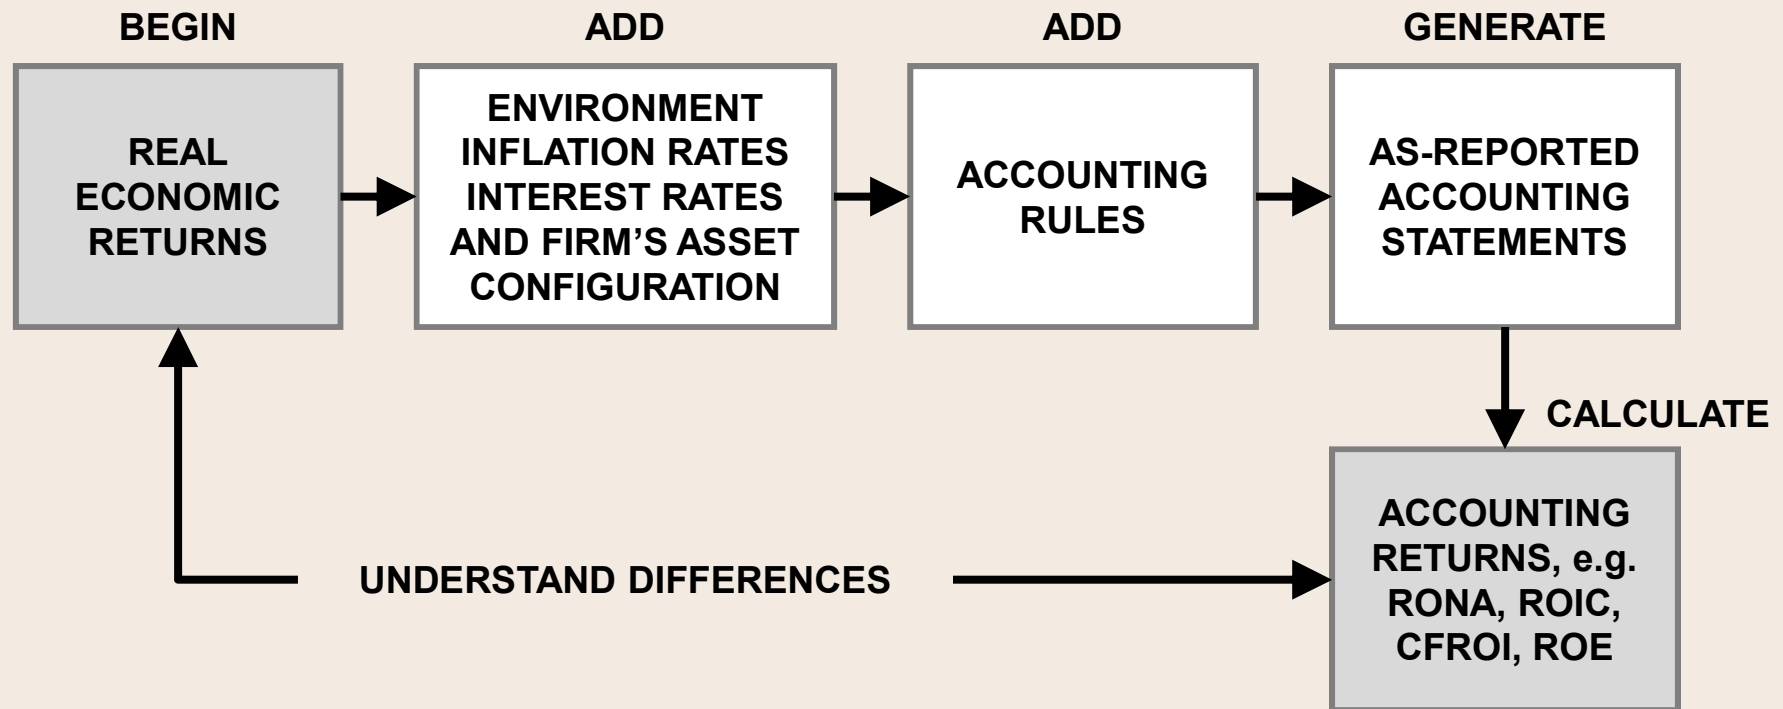 BEGIN
ADD
ADD
GENERATE
REAL
ECONOMIC
RETURNS
ENVIRONMENT
INFLATION RATES
INTEREST RATES
AND FIRM’S ASSET
CONFIGURATION
ACCOUNTING
RULES
AS-REPORTED
ACCOUNTING
STATEMENTS
CALCULATE
UNDERSTAND DIFFERENCES
ACCOUNTING
RETURNS, e.g.
RONA, ROIC,
CFROI, ROE